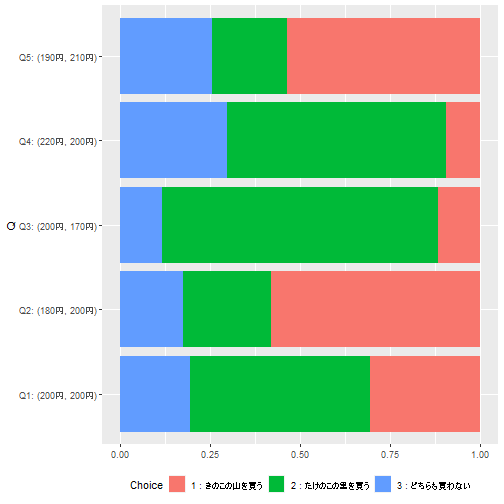 Q5: (190円, 210円)
Q4: (220円, 200円)
Q3: (200円, 170円)
Q2: (180円, 200円)
Q1: (200円, 200円)
Q
0.00 0.25 0.50 0.75 1.00
Choice 1 : きのこの山を買う 2 : たけのこの里を買う 3 : どちらも買わない